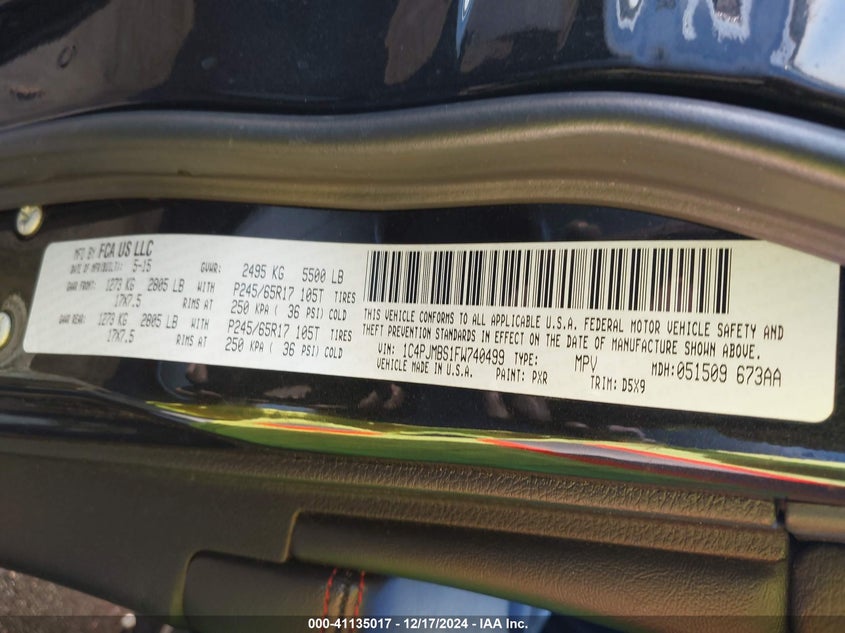 MFD BY FCA US LLC
DATE OF MFR(BUILT): 5-15 GVWR: 2495 KG 5500 LB
GAWR FRONT: 1273 KG 2805 LB WITH P245/65R17 105T TIRES
17X7.5 RIMS AT 250 KPA ( 36 PSI) COLD
GAWR REAR: 1273 KG 2805 LB WITH P245/65R17 105T TIRES
17X7.5 RIMS AT 250 KPA ( 36 PSI) COLD
THIS VEHICLE CONFORMS TO ALL APPLICABLE U.S.A. FEDERAL MOTOR VEHICLE SAFETY AND
THEFT PREVENTION STANDARDS IN EFFECT ON THE DATE OF MANUFACTURE SHOWN ABOVE.
VIN: 1C4PJMBS1FW740499 TYPE: MPV MDH:051509 673AA
VEHICLE MADE IN U.S.A. PAINT: PXR TRIM: D5X9
000-41135017 - 12/17/2024 - IAA Inc.